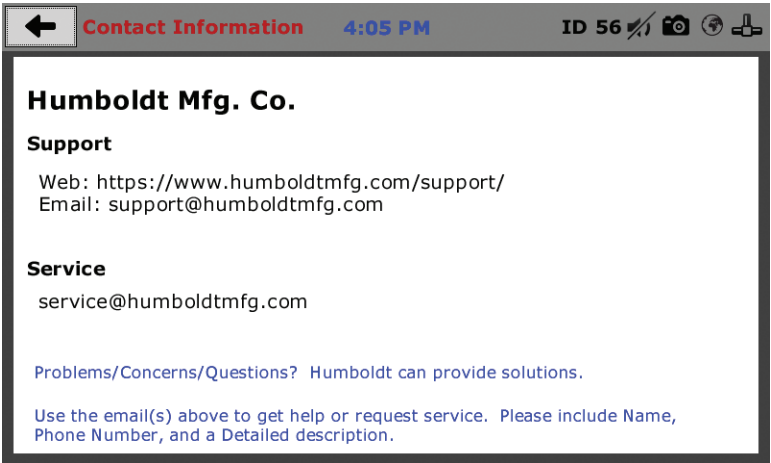 Contact Information 4:05 PM ID 56
Humboldt Mfg. Co.
Support
Web: https://www.humboldtmfg.com/support/
Email: support@humboldtmfg.com
Service
service@humboldtmfg.com
Problems/Concerns/Questions? Humboldt can provide solutions.
Use the email(s) above to get help or request service. Please include Name,
Phone Number, and a Detailed description.